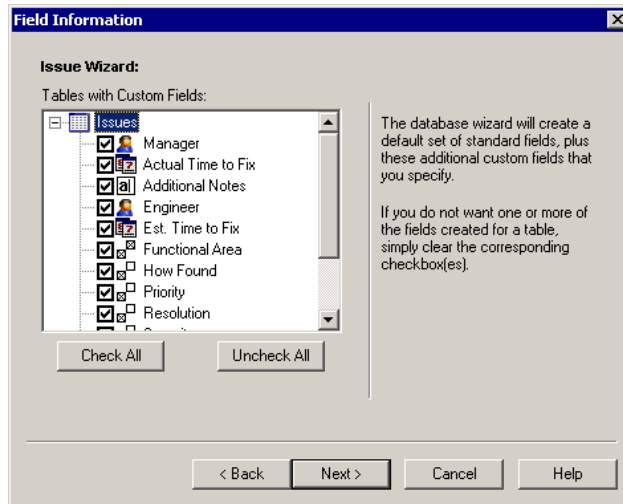 Field Information
Issue Wizard:
Tables with Custom Fields:
Issues
Manager
Actual Time to Fix
Additional Notes
Engineer
Est. Time to Fix
Functional Area
How Found
Priority
Resolution
Check All
Uncheck All
The database wizard will create a
default set of standard fields, plus
these additional custom fields that
you specify.
If you do not want one or more of
the fields created for a table,
simply clear the corresponding
checkbox(es).
< Back
Next >
Cancel
Help